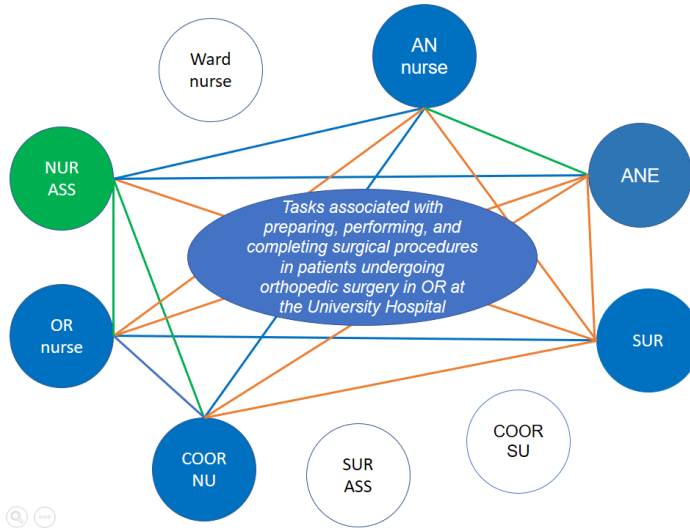 Ward
nurse
AN
nurse
NUR
ASS
ANE
Tasks associated with
preparing, performing, and
completing surgical procedures
in patients undergoing
orthopedic surgery in OR at
the University Hospital
OR
nurse
SUR
COOR
NU
SUR
ASS
COOR
SU